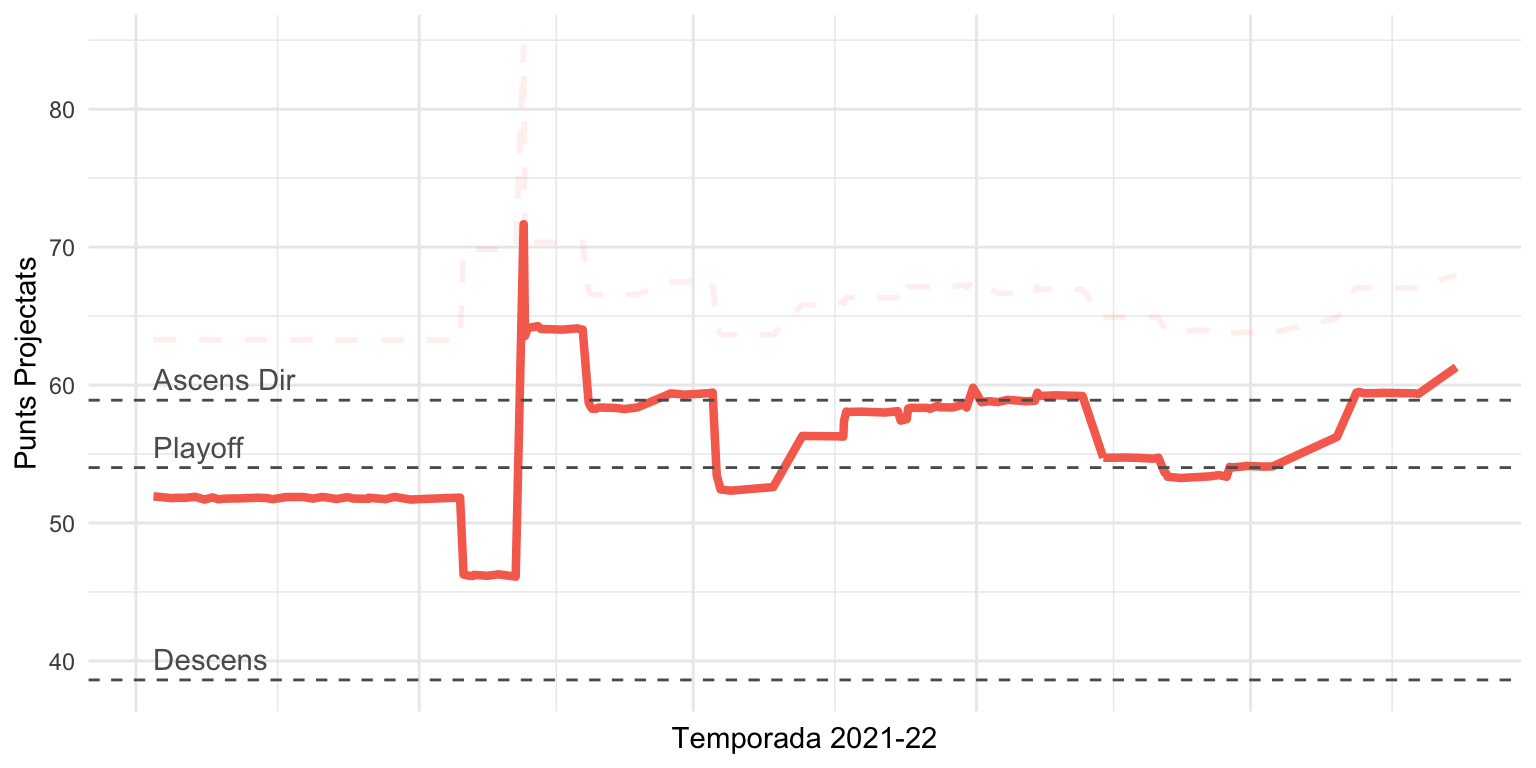 80
70
60
50
40
Punts Projectats
Ascens Dir
Playoff
Descens
Temporada 2021-22